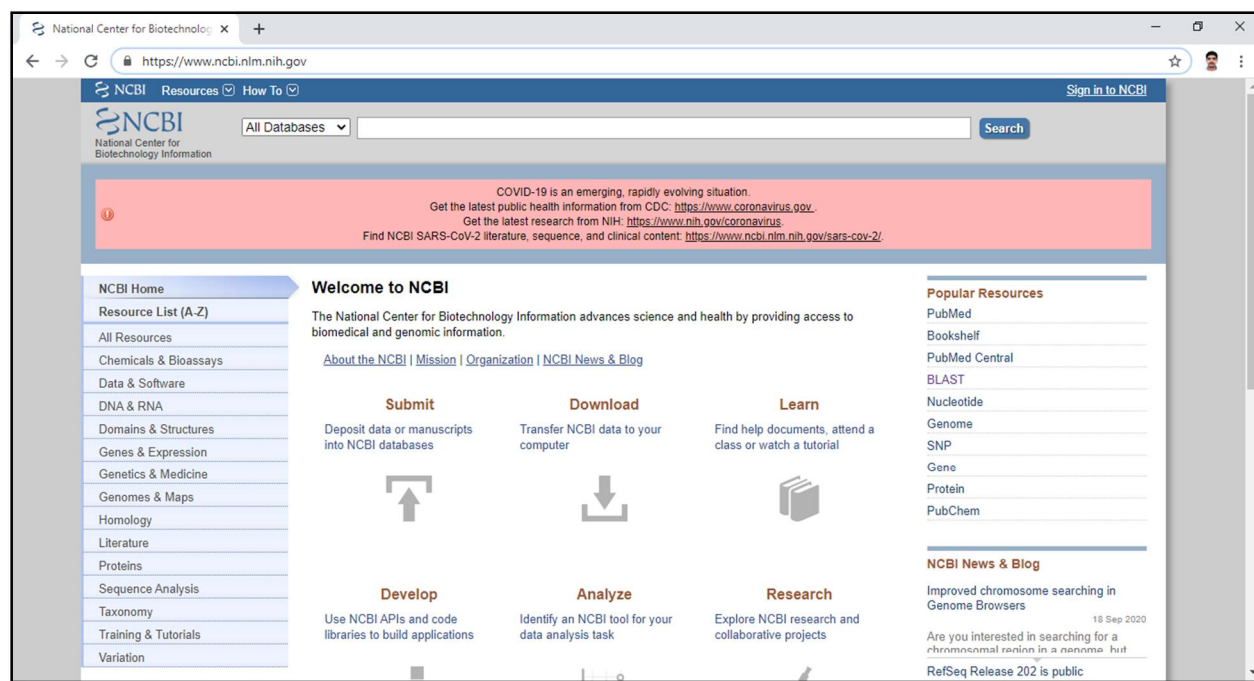 National Center for Biotechnolog
https://www.ncbi.nlm.nih.gov
NCBI Resources How To Sign in to NCBI
NCBI
National Center for
Biotechnology Information
All Databases Search
COVID-19 is an emerging, rapidly evolving situation.
Get the latest public health information from CDC: https://www.coronavirus.gov .
Get the latest research from NIH: https://www.nih.gov/coronavirus.
Find NCBI SARS-CoV-2 literature, sequence, and clinical content: https://www.ncbi.nlm.nih.gov/sars-cov-2/.
NCBI Home
Resource List (A-Z)
All Resources
Chemicals & Bioassays
Data & Software
DNA & RNA
Domains & Structures
Genes & Expression
Genetics & Medicine
Genomes & Maps
Homology
Literature
Proteins
Sequence Analysis
Taxonomy
Training & Tutorials
Variation
Welcome to NCBI
The National Center for Biotechnology Information advances science and health by providing access to
biomedical and genomic information.
About the NCBI | Mission | Organization | NCBI News & Blog
Submit
Deposit data or manuscripts
into NCBI databases
Download
Transfer NCBI data to your
computer
Learn
Find help documents, attend a
class or watch a tutorial
Develop
Use NCBI APIs and code
libraries to build applications
Analyze
Identify an NCBI tool for your
data analysis task
Research
Explore NCBI research and
collaborative projects
Popular Resources
PubMed
Bookshelf
PubMed Central
BLAST
Nucleotide
Genome
SNP
Gene
Protein
PubChem
NCBI News & Blog
Improved chromosome searching in
Genome Browsers
18 Sep 2020
Are you interested in searching for a
chromosomal region in a genome, but
RefSeq Release 202 is public